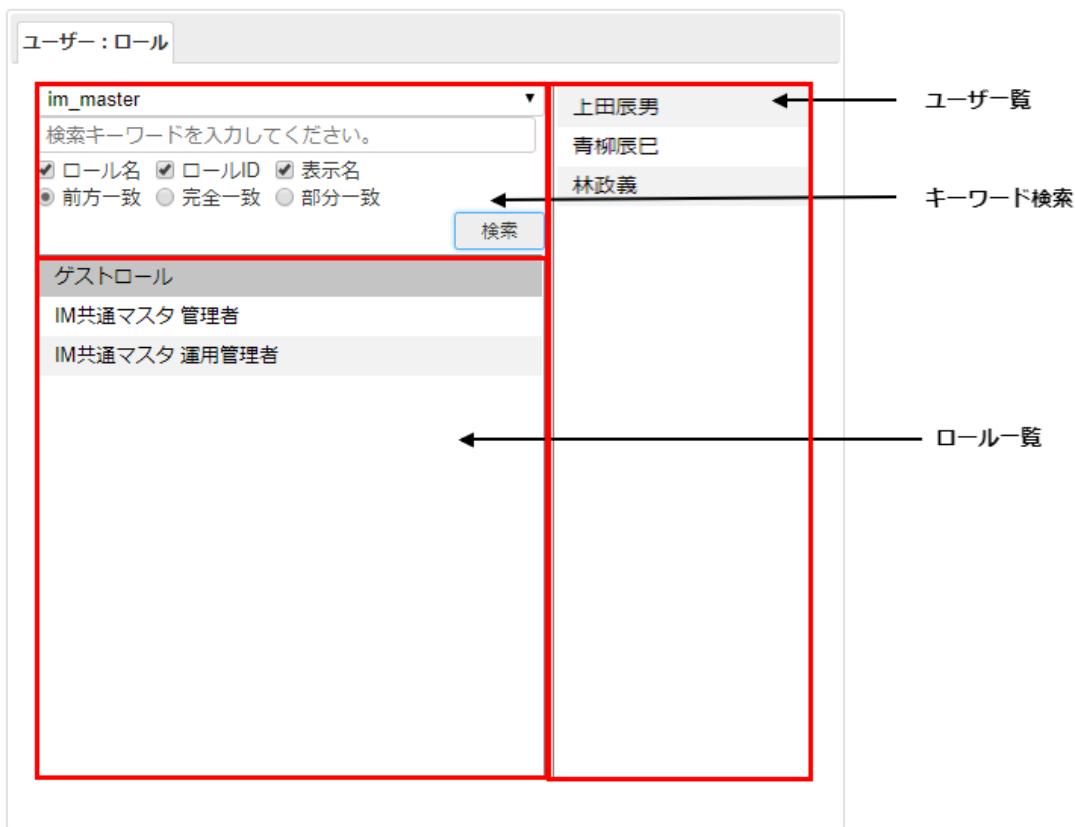 ユーザー：ロール
im_master
検索キーワードを入力してください。
ロール名 ロールID 表示名
前方一致 完全一致 部分一致
検索
ゲストロール
IM共通マスタ 管理者
IM共通マスタ 運用管理者
上田辰男
青柳辰巳
林政義
ユーザ一覧
キーワード検索
ロール一覧